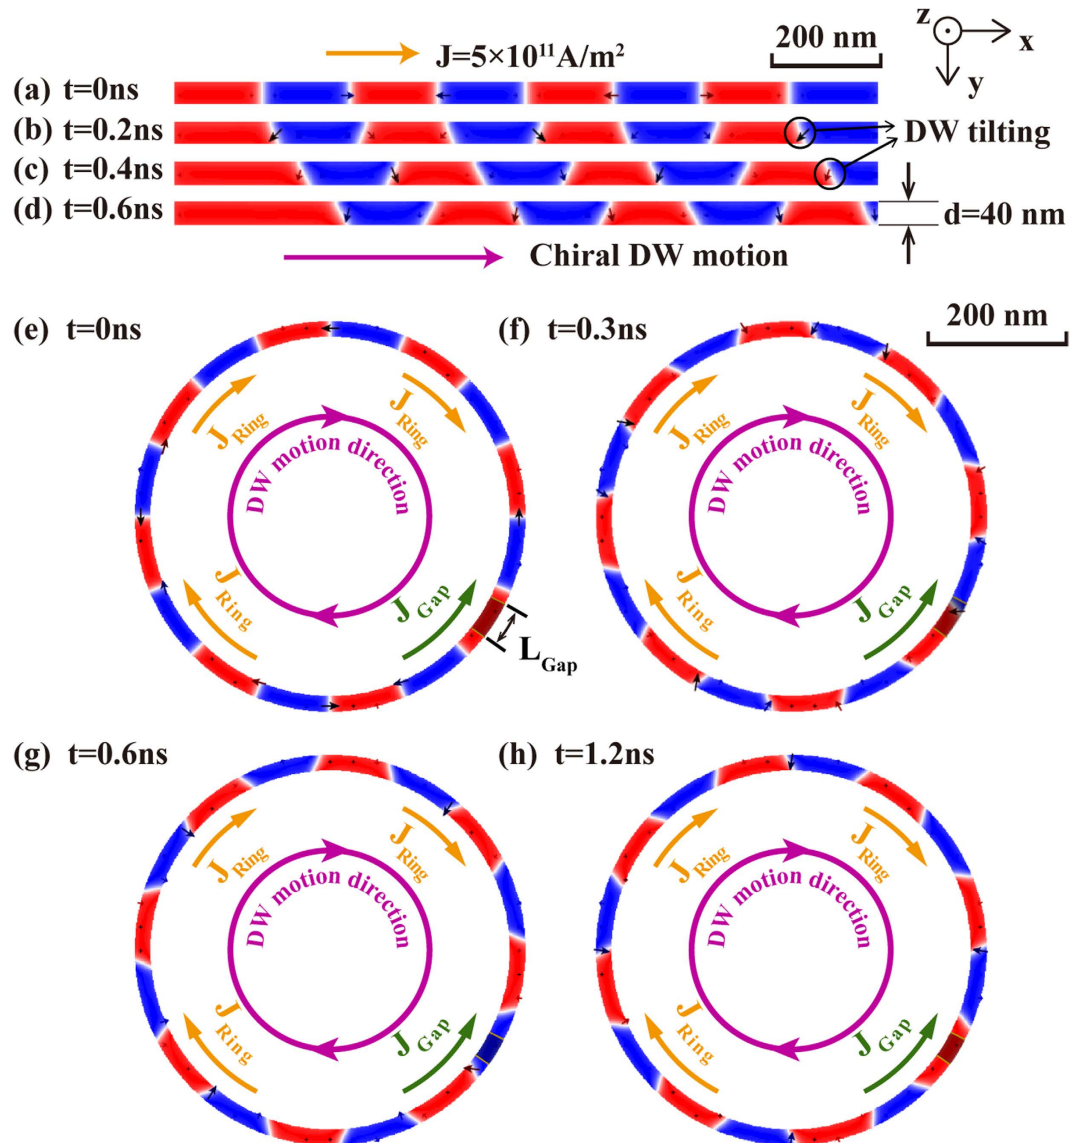 J=5×10¹¹A/m²
200 nm
z
x
y
(a) t=0ns
(b) t=0.2ns
DW tilting
(c) t=0.4ns
(d) t=0.6ns
d=40 nm
Chiral DW motion
(e) t=0ns
(f) t=0.3ns
200 nm
J Ring
J Ring
DW motion direction
J Ring
J Gap
L Gap
J Ring
J Ring
DW motion direction
J Ring
J Gap
(g) t=0.6ns
(h) t=1.2ns
J Ring
J Ring
DW motion direction
J Ring
J Gap
J Ring
J Ring
DW motion direction
J Ring
J Gap